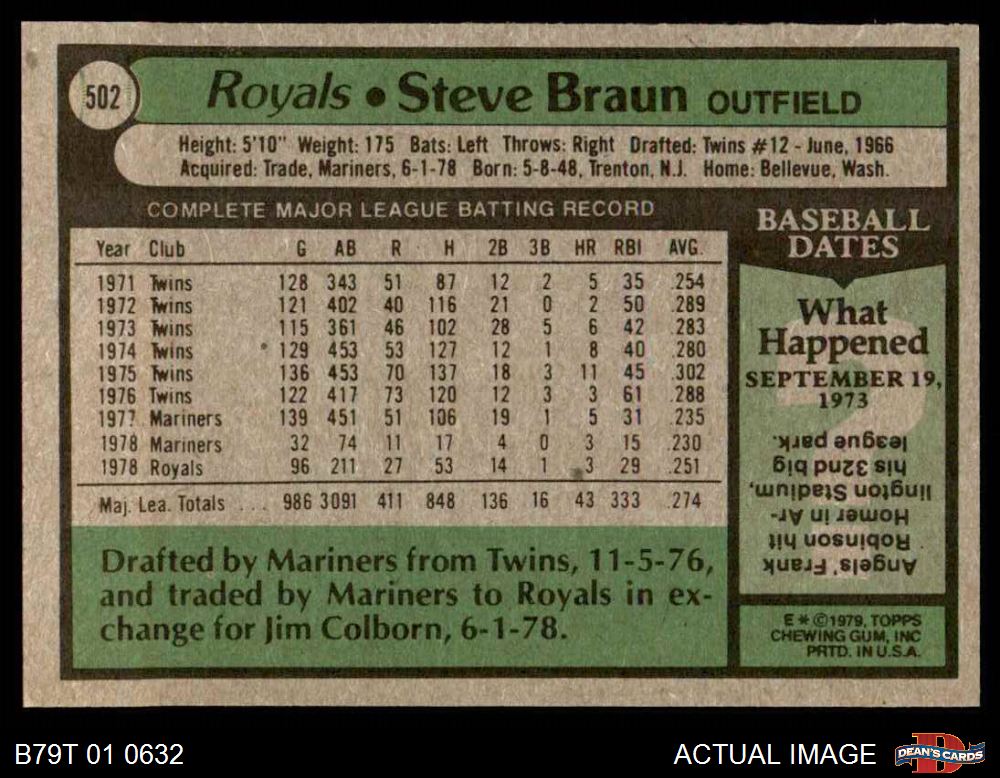 502
Royals • Steve Braun OUTFIELD
Height: 5'10" Weight: 175 Bats: Left Throws: Right Drafted: Twins #12 - June, 1966
Acquired: Trade, Mariners, 6-1-78 Born: 5-8-48, Trenton, N.J. Home: Bellevue, Wash.
COMPLETE MAJOR LEAGUE BATTING RECORD
Year Club G AB R H 2B 3B HR RBI AVG.
1971 Twins 128 343 51 87 12 2 5 35 .254
1972 Twins 121 402 40 116 21 0 2 50 .289
1973 Twins 115 361 46 102 28 5 6 42 .283
1974 Twins 129 453 53 127 12 1 8 40 .280
1975 Twins 136 453 70 137 18 3 11 45 .302
1976 Twins 122 417 73 120 12 3 3 61 .288
1977 Mariners 139 451 51 106 19 1 5 31 .235
1978 Mariners 32 74 11 17 4 0 3 15 .230
1978 Royals 96 211 27 53 14 1 3 29 .251
Maj. Lea. Totals ... 986 3091 411 848 136 16 43 333 .274
Drafted by Mariners from Twins, 11-5-76,
and traded by Mariners to Royals in ex-
change for Jim Colborn, 6-1-78.
BASEBALL
DATES
What
Happened
SEPTEMBER 19,
1973
Angels' Frank
Robinson hit
Homer in Ar-
lington Stadium,
his 32nd big
league park.
E * ©1979, TOPPS
CHEWING GUM, INC
PRTD. IN U.S.A.
B79T 01 0632
ACTUAL IMAGE
D
DEAN'S CARDS